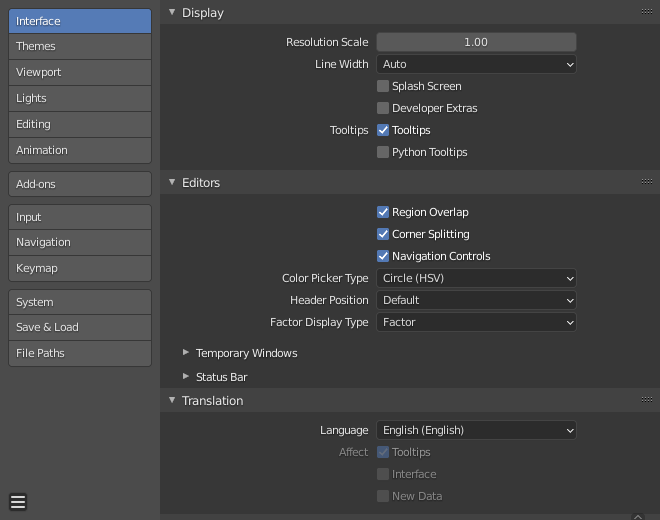 Interface
Themes
Viewport
Lights
Editing
Animation
Add-ons
Input
Navigation
Keymap
System
Save & Load
File Paths
Display
Resolution Scale 1.00
Line Width Auto
Splash Screen
Developer Extras
Tooltips Tooltips
Python Tooltips
Editors
Region Overlap
Corner Splitting
Navigation Controls
Color Picker Type Circle (HSV)
Header Position Default
Factor Display Type Factor
Temporary Windows
Status Bar
Translation
Language English (English)
Affect Tooltips
Interface
New Data